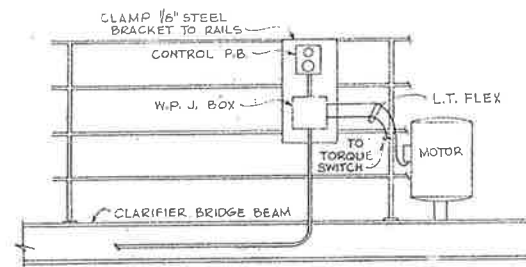 CLAMP 1/8" STEEL
BRACKET TO RAILS
CONTROL P.B.
W.P. J. BOX
L.T. FLEX
TO
TORQUE
SWITCH
MOTOR
CLARIFIER BRIDGE BEAM